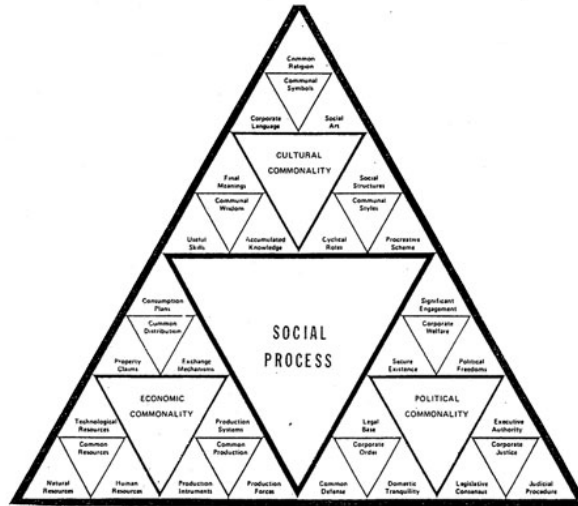 Common
Religion
Communal
Symbols
Corporate
Language
Social
Art
CULTURAL
COMMONALITY
Final
Meanings
Social
Structures
Communal
Wisdom
Communal
Styles
Useful
Skills
Accumulated
Knowledge
Cyclical
Roles
Procreative
Scheme
SOCIAL
PROCESS
Consumption
Plans
Common
Distribution
Property
Claims
Exchange
Mechanisms
Significant
Engagement
Corporate
Welfare
Secure
Existence
Political
Freedoms
ECONOMIC
COMMONALITY
POLITICAL
COMMONALITY
Technological
Resources
Production
Systems
Legal
Base
Executive
Authority
Common
Resources
Common
Production
Corporate
Order
Corporate
Justice
Natural
Resources
Human
Resources
Production
Instruments
Production
Forces
Common
Defense
Domestic
Tranquility
Legislative
Consensus
Judicial
Procedure